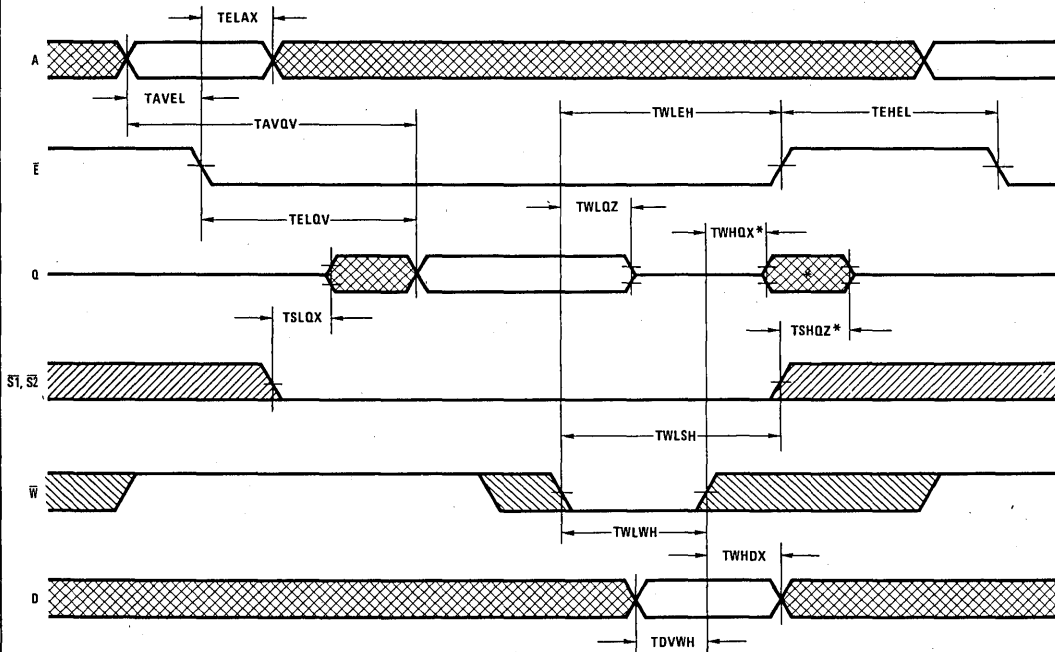 TELAX
A
TAVEL
TAVQV
TWLEH
TEHEL
E̅
TELQV
TWLQZ
TWHQX*
Q
*
TSLQX
TSHQZ*
S̅1̅, S̅2̅
TWLSH
W̅
TWLWH
TWHDX
D
TDVWH